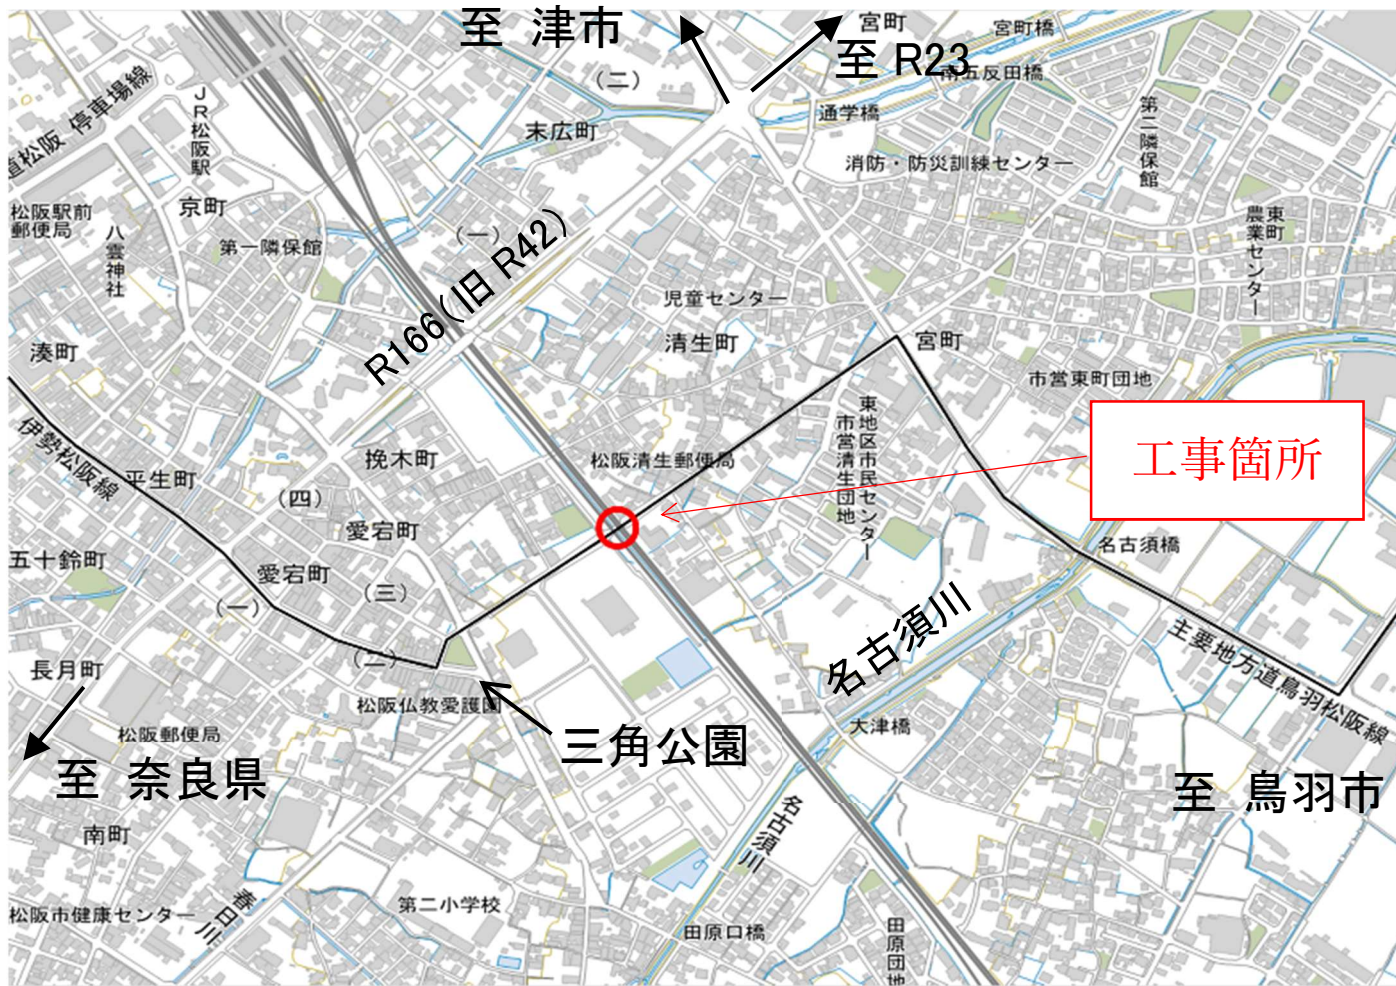 至 津市
宮町
至 R23
宮町橋
南五反田橋
(二)
通学橋
末広町
消防・防災訓練センター
第二隣保館
道松阪 停車場線
JR松阪駅
京町
松阪駅前
郵便局
八雲神社
第一隣保館
(一)
R166(旧 R42)
東町
農業センター
児童センター
清生町
宮町
湊町
市営東町団地
伊勢松阪線
平生町
挽木町
松阪清生郵便局
東地区市民センター
市営清生団地
工事箇所
(四)
愛宕町
五十鈴町
愛宕町
(三)
(一)
名古須橋
名古須川
主要地方道鳥羽松阪線
(二)
長月町
松阪仏教愛護園
大津橋
松阪郵便局
三角公園
至 奈良県
至 鳥羽市
南町
名古須川
松阪市健康センター
春日川
第二小学校
田原口橋
田原団地